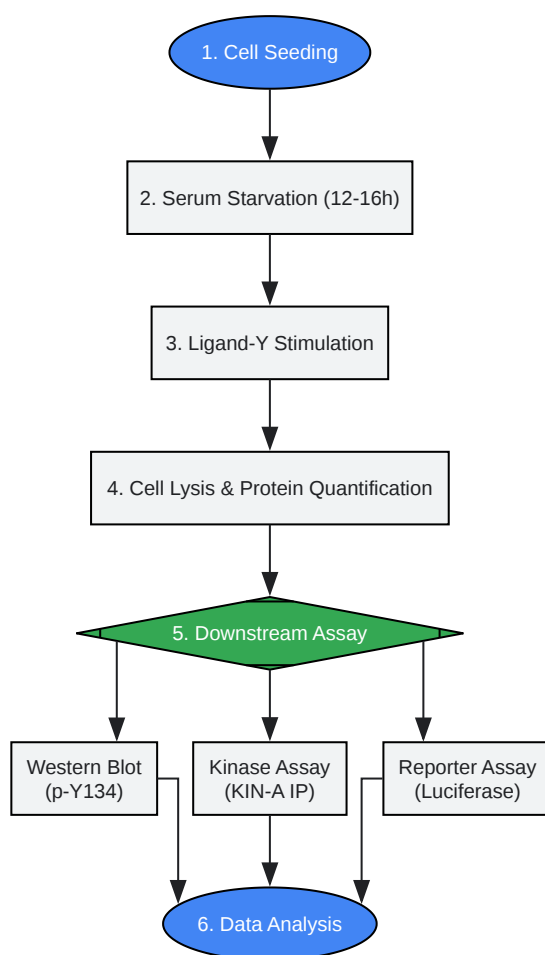 1. Cell Seeding
2. Serum Starvation (12-16h)
3. Ligand-Y Stimulation
4. Cell Lysis & Protein Quantification
5. Downstream Assay
Western Blot
(p-Y134)
Kinase Assay
(KIN-A IP)
Reporter Assay
(Luciferase)
6. Data Analysis